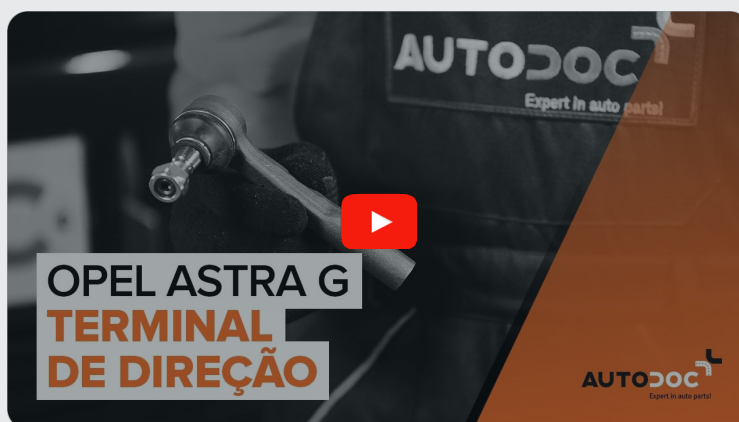 AUTODOC
Expert in auto parts!
OPEL ASTRA G
TERMINAL
DE DIREÇÃO
AUTODOC
Expert in auto parts!